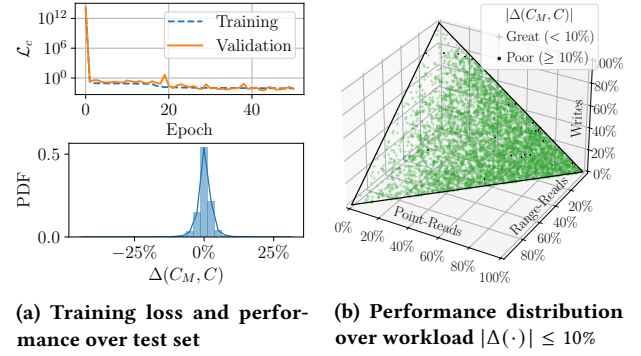 10^12
10^6
10^0
ℒ_c
Training
Validation
0
20
40
Epoch
0.5
0.0
PDF
−25%
0%
25%
Δ(C_M, C)
(a) Training loss and perfor-
mance over test set
|Δ(C_M, C)|
Great (< 10%)
Poor (≥ 10%)
100%
80%
60%
40%
20%
0%
Writes
Range-Reads
20%
40%
60%
80%
Point-Reads
0%
20%
40%
60%
80%
100%
(b) Performance distribution
over workload |Δ(·)| ≤ 10%